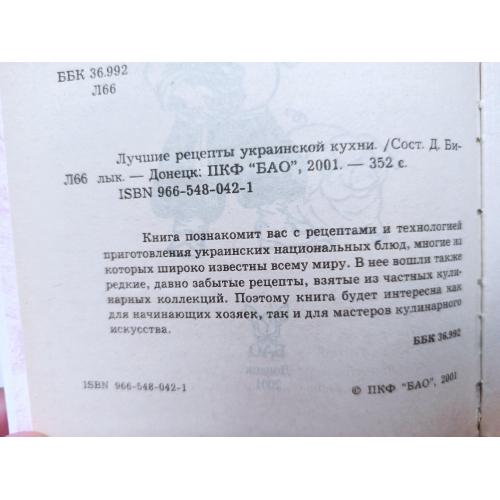 ББК 36.992
Л66
Лучшие рецепты украинской кухни. /Сост. Д. Би-
Л66 лык. — Донецк: ПКФ “БАО”, 2001. — 352 с.
ISBN 966-548-042-1
Книга познакомит вас с рецептами и технологией
приготовления украинских национальных блюд, многие из
которых широко известны всему миру. В нее вошли также
редкие, давно забытые рецепты, взятые из частных кули-
нарных коллекций. Поэтому книга будет интересна как
для начинающих хозяек, так и для мастеров кулинарного
искусства.
ББК 36.992
ISBN 966-548-042-1
© ПКФ “БАО”, 2001